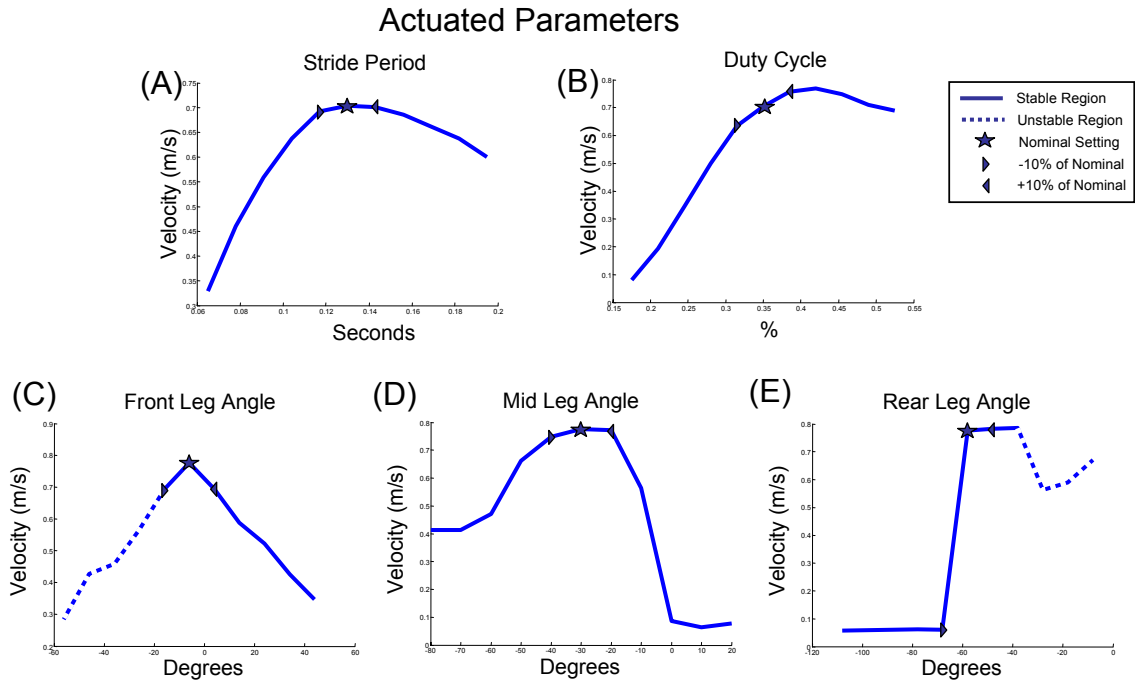 Actuated Parameters
(A)
Stride Period
Velocity (m/s)
0.75
0.7
0.65
0.6
0.55
0.5
0.45
0.4
0.35
0.3
0.06 0.08 0.1 0.12 0.14 0.16 0.18 0.2
Seconds
(B)
Duty Cycle
Velocity (m/s)
0.8
0.7
0.6
0.5
0.4
0.3
0.2
0.1
0
0.15 0.2 0.25 0.3 0.35 0.4 0.45 0.5 0.55
%
Stable Region
Unstable Region
Nominal Setting
-10% of Nominal
+10% of Nominal
(C)
Front Leg Angle
Velocity (m/s)
0.9
0.8
0.7
0.6
0.5
0.4
0.3
0.2
-60 -40 -20 0 20 40 60
Degrees
(D)
Mid Leg Angle
Velocity (m/s)
0.8
0.7
0.6
0.5
0.4
0.3
0.2
0.1
0
-80 -70 -60 -50 -40 -30 -20 -10 0 10 20
Degrees
(E)
Rear Leg Angle
Velocity (m/s)
0.8
0.7
0.6
0.5
0.4
0.3
0.2
0.1
0
-120 -100 -80 -60 -40 -20 0
Degrees